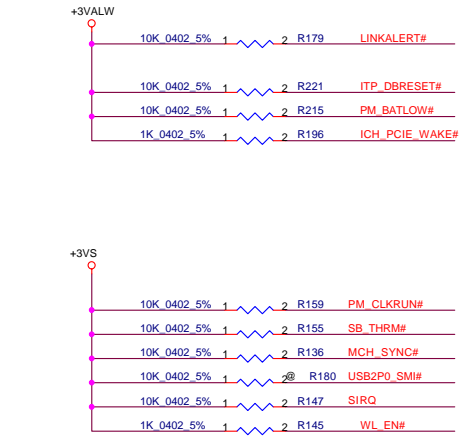 +3VALW
10K_0402_5% 1 2 R179 LINKALERT#
10K_0402_5% 1 2 R221 ITP_DBRESET#
10K_0402_5% 1 2 R215 PM_BATLOW#
1K_0402_5% 1 2 R196 ICH_PCIE_WAKE#
+3VS
10K_0402_5% 1 2 R159 PM_CLKRUN#
10K_0402_5% 1 2 R155 SB_THRM#
10K_0402_5% 1 2 R136 MCH_SYNC#
10K_0402_5% 1 2@ R180 USB2P0_SMI#
10K_0402_5% 1 2 R147 SIRQ
1K_0402_5% 1 2 R145 WL_EN#